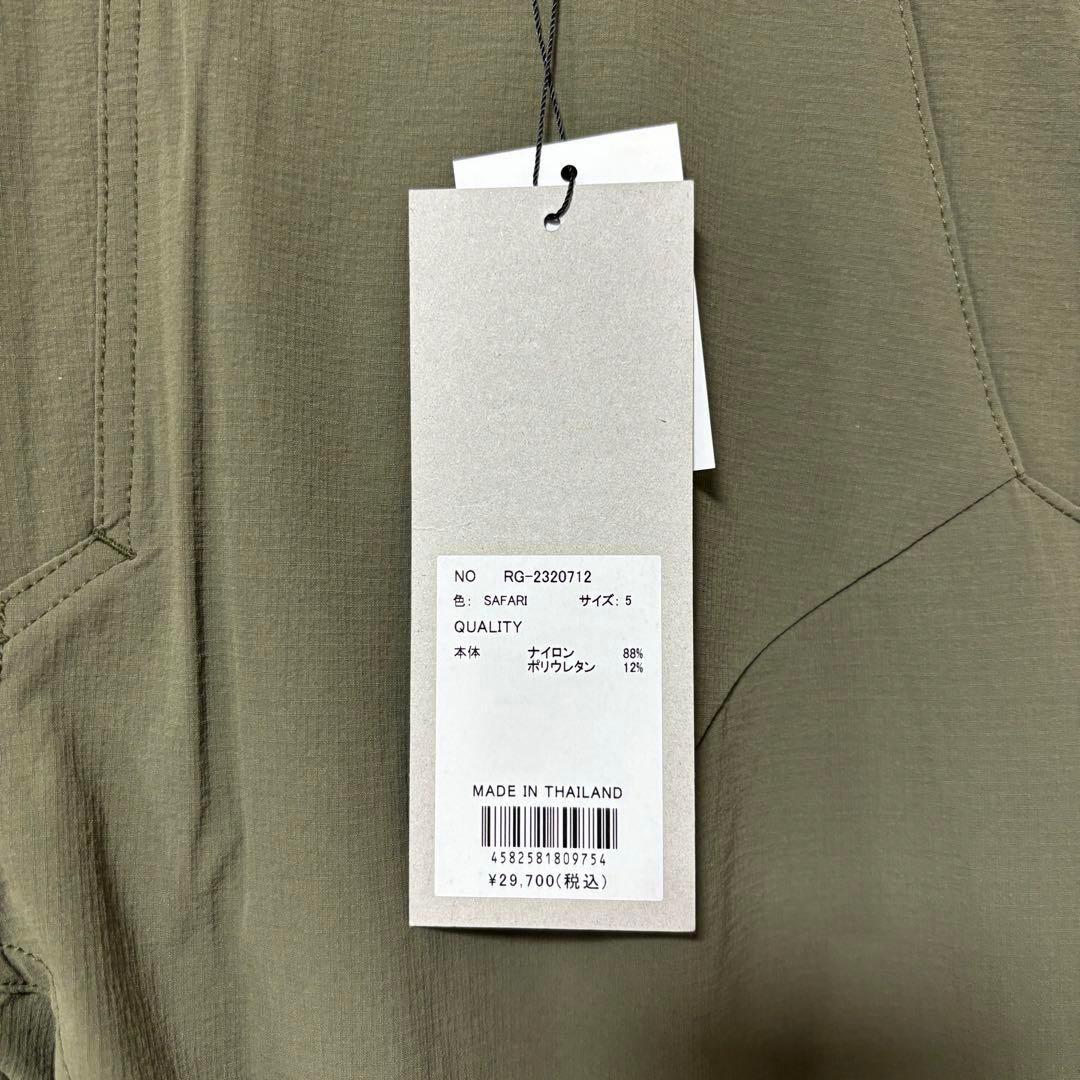 NO RG-2320712
色: SAFARI サイズ: 5
QUALITY
本体 ナイロン 88%
ポリウレタン 12%
MADE IN THAILAND
4582581809754
¥29,700(税込)